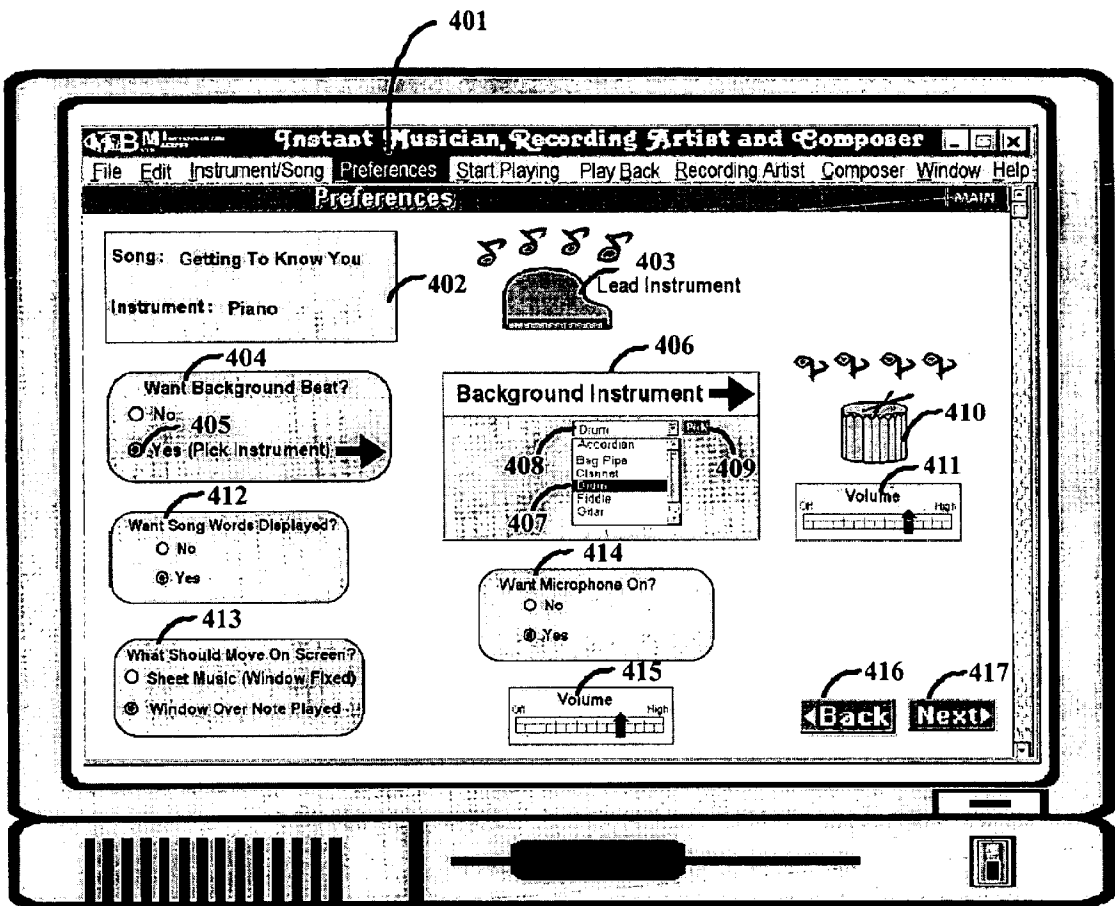 401
Instant Musician, Recording Artist and Composer
File Edit Instrument/Song Preferences Start Playing Play Back Recording Artist Composer Window Help
Preferences MAIN
Song: Getting To Know You
Instrument: Piano
402
403
Lead Instrument
404
Want Background Beat?
No
405
Yes (Pick Instrument)
406
Background Instrument
Drum Pick
Accordian
Bag Pipe
Clarinet
Drum
Fiddle
Gitar
408
409
407
410
411
Volume
Off High
412
Want Song Words Displayed?
No
Yes
414
Want Microphone On?
No
Yes
413
What Should Move On Screen?
Sheet Music (Window Fixed)
Window Over Note Played
415
Volume
Off High
416
Back
417
Next